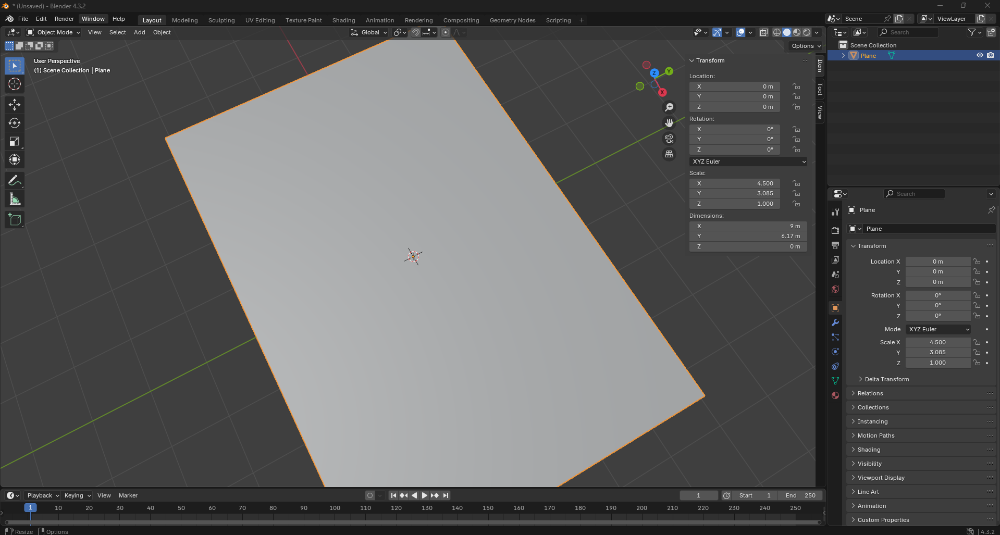 * (Unsaved) - Blender 4.3.2
File Edit Render Window Help
Layout Modeling Sculpting UV Editing Texture Paint Shading Animation Rendering Compositing Geometry Nodes Scripting +
Scene
ViewLayer
Object Mode View Select Add Object
Global
Options
User Perspective
(1) Scene Collection | Plane
Z
Y
X
Transform
Location:
X 0 m
Y 0 m
Z 0 m
Rotation:
X 0°
Y 0°
Z 0°
XYZ Euler
Scale:
X 4.500
Y 3.085
Z 1.000
Dimensions:
X 9 m
Y 6.17 m
Z 0 m
Item
Tool
View
Search
Scene Collection
Plane
Search
Plane
Plane
Transform
Location X 0 m
Y 0 m
Z 0 m
Rotation X 0°
Y 0°
Z 0°
Mode XYZ Euler
Scale X 4.500
Y 3.085
Z 1.000
Delta Transform
Relations
Collections
Instancing
Motion Paths
Shading
Visibility
Viewport Display
Line Art
Animation
Custom Properties
Playback Keying View Marker
1
Start 1
End 250
1 10 20 30 40 50 60 70 80 90 100 110 120 130 140 150 160 170 180 190 200 210 220 230 240 250
Resize Options
4.3.2